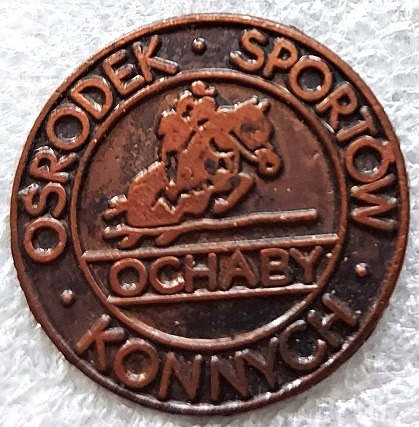 OŚRODEK · SPORTÓW · KONNYCH ·
OCHABY